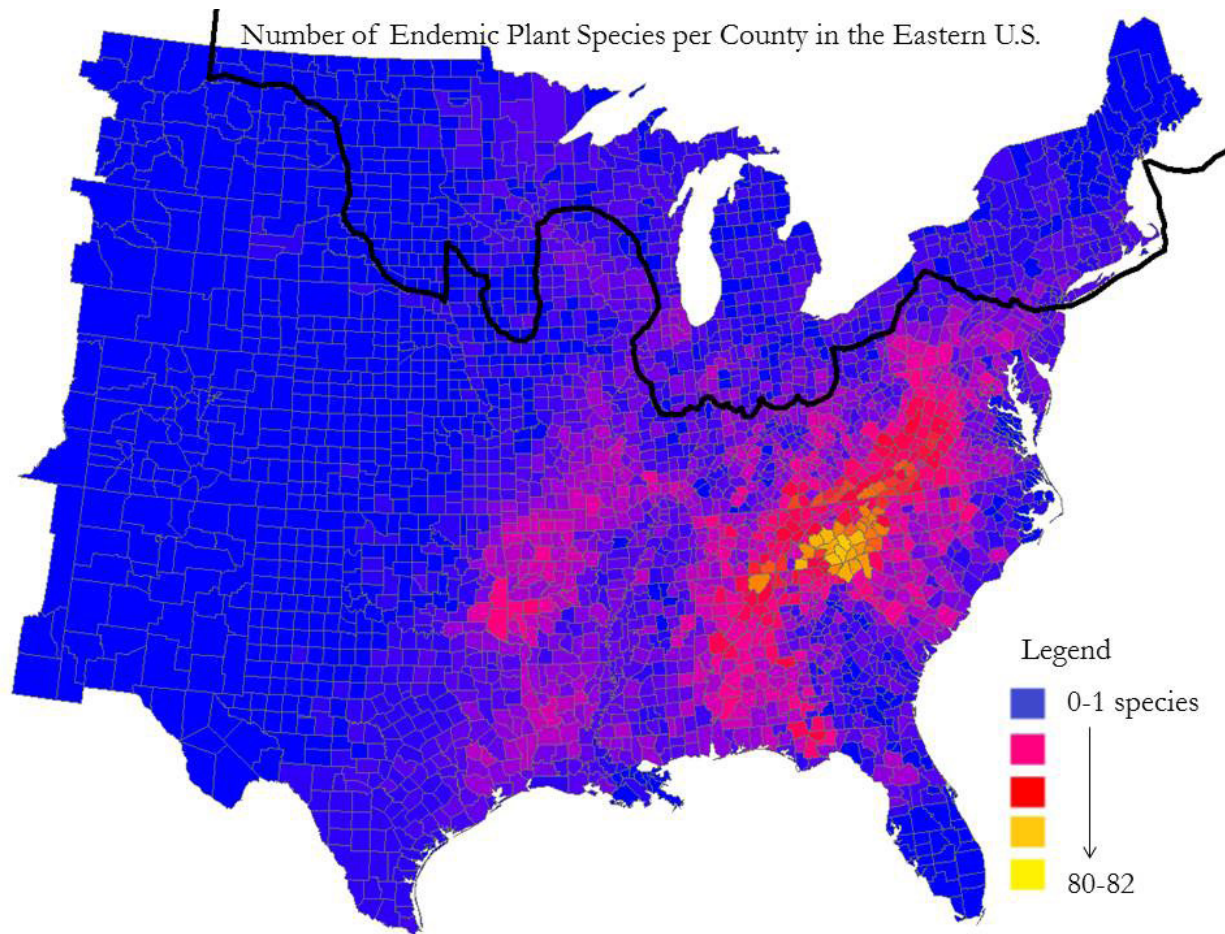 Number of Endemic Plant Species per County in the Eastern U.S.
Legend
0-1 species
80-82